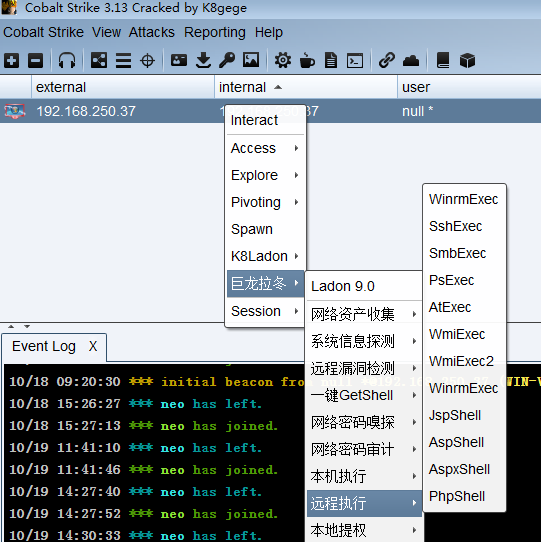 Cobalt Strike 3.13 Cracked by K8gege
Cobalt Strike View Attacks Reporting Help
external internal user
192.168.250.37 37 null *
Interact
Access
Explore
Pivoting
Spawn
K8Ladon
巨龙拉冬
Session
Ladon 9.0
网络资产收集
系统信息探测
远程漏洞检测
一键GetShell
网络密码嗅探
网络密码审计
本机执行
远程执行
本地提权
WinrmExec
SshExec
SmbExec
PsExec
AtExec
WmiExec
WmiExec2
WinrmExec
JspShell
AspShell
AspxShell
PhpShell
Event Log X
10/18 09:20:30 *** initial beacon from null *@192.1 (WIN-V
10/18 15:26:27 *** neo has left.
10/18 15:27:13 *** neo has joined.
10/19 11:41:10 *** neo has left.
10/19 11:41:46 *** neo has joined.
10/19 14:27:40 *** neo has left.
10/19 14:27:52 *** neo has joined.
10/19 14:30:33 *** neo has left.